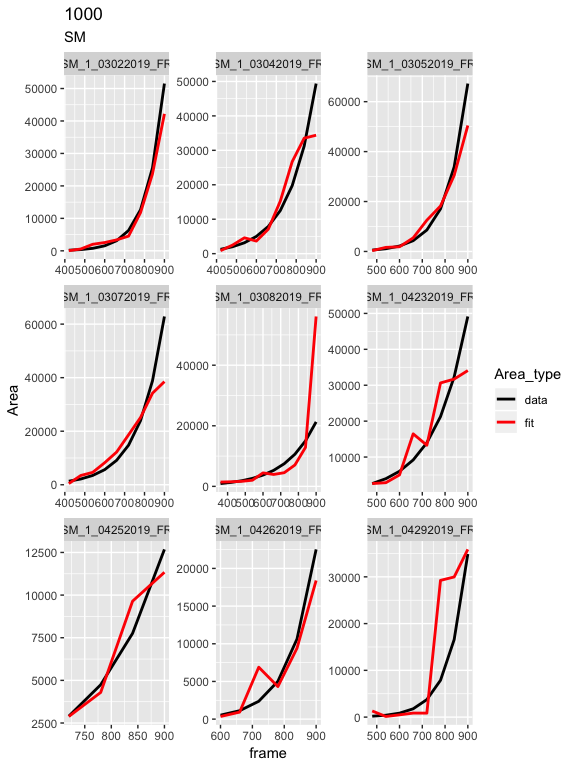 1000
SM
SM_1_03022019_FR
SM_1_03042019_FR
SM_1_03052019_FR
50000
40000
30000
20000
10000
0
50000
40000
30000
20000
10000
0
60000
40000
20000
0
400500600700800900
400500600700800900
500 600 700 800 900
SM_1_03072019_FR
SM_1_03082019_FR
SM_1_04232019_FR
60000
40000
20000
0
40000
20000
0
50000
40000
30000
20000
10000
400500600700800900
400500600700800900
500 600 700 800 900
SM_1_04252019_FR
SM_1_04262019_FR
SM_1_04292019_FR
12500
10000
7500
5000
2500
20000
15000
10000
5000
0
30000
20000
10000
0
750 800 850 900
600 700 800 900
500 600 700 800 900
Area
frame
Area_type
data
fit